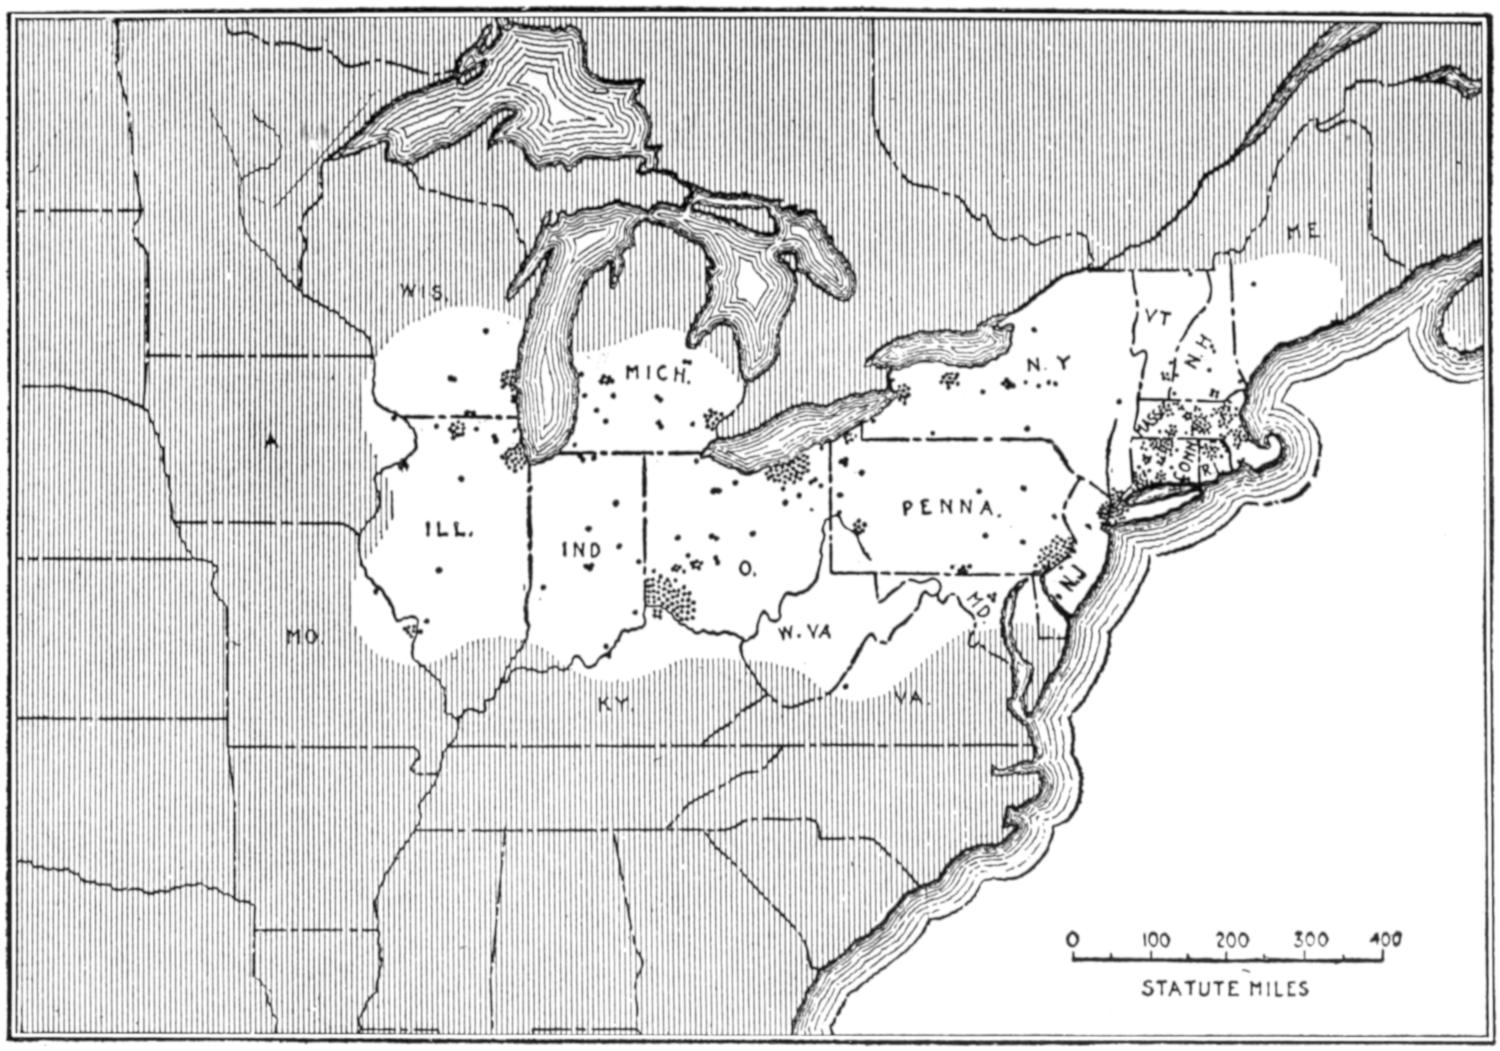 ME.
WIS.
VT
N.H.
MICH.
N.Y
MASS
A
CONN
R
ILL.
PENNA.
IND
O.
N.J
MD
MO.
W.VA
KY.
VA.
0 100 200 300 400
STATUTE MILES